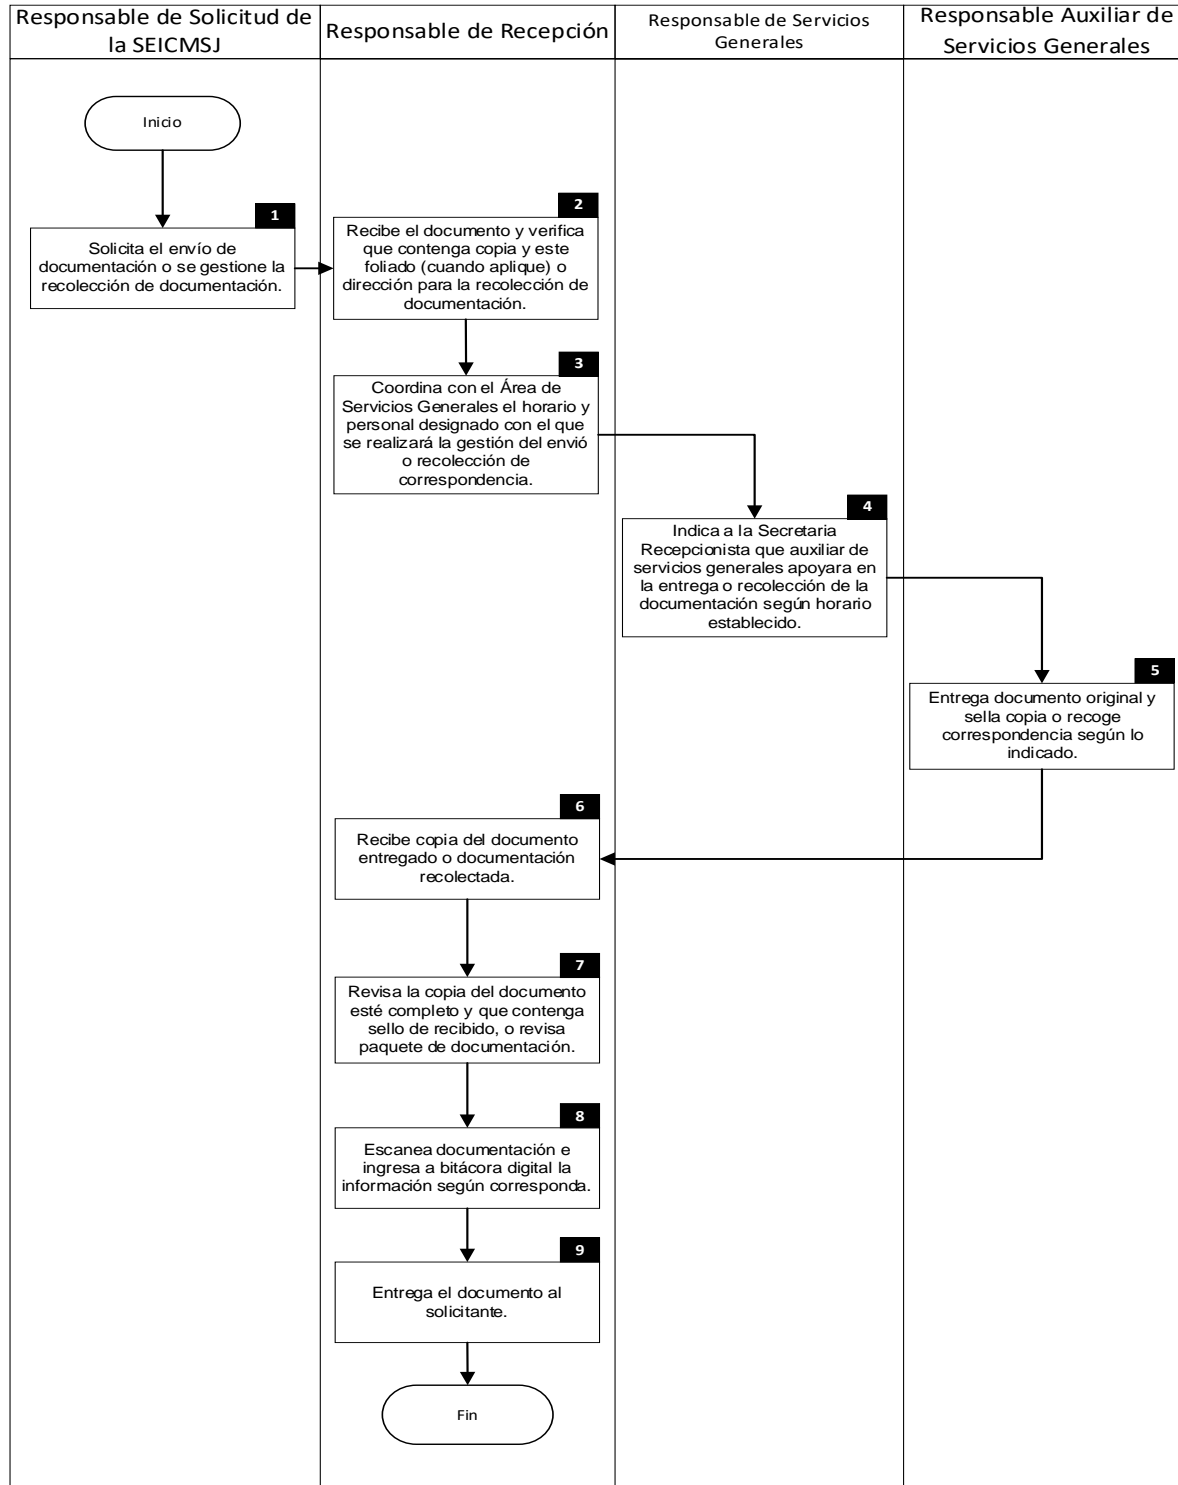 Responsable de Solicitud de
la SEICMSJ
Responsable de Recepción
Responsable de Servicios
Generales
Responsable Auxiliar de
Servicios Generales
Inicio
1
Solicita el envío de
documentación o se gestione la
recolección de documentación.
2
Recibe el documento y verifica
que contenga copia y este
foliado (cuando aplique) o
dirección para la recolección de
documentación.
3
Coordina con el Área de
Servicios Generales el horario y
personal designado con el que
se realizará la gestión del envió
o recolección de
correspondencia.
4
Indica a la Secretaria
Recepcionista que auxiliar de
servicios generales apoyara en
la entrega o recolección de la
documentación según horario
establecido.
5
Entrega documento original y
sella copia o recoge
correspondencia según lo
indicado.
6
Recibe copia del documento
entregado o documentación
recolectada.
7
Revisa la copia del documento
esté completo y que contenga
sello de recibido, o revisa
paquete de documentación.
8
Escanea documentación e
ingresa a bitácora digital la
información según corresponda.
9
Entrega el documento al
solicitante.
Fin